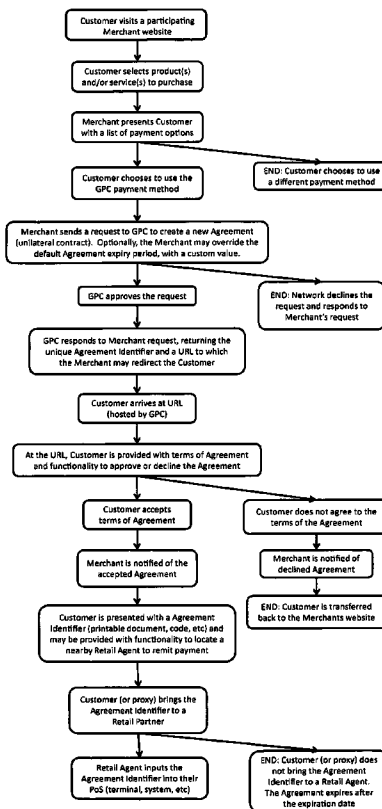 Customer visits a participating
Merchant website
Customer selects product(s)
and/or service(s) to purchase
Merchant presents Customer
with a list of payment options
Customer chooses to use the
GPC payment method
END: Customer chooses to use
a different payment method
Merchant sends a request to GPC to create a new Agreement
(unilateral contract). Optionally, the Merchant may override the
default Agreement expiry period, with a custom value.
GPC approves the request
END: Network declines
the request and responds to
Merchant's request
GPC responds to Merchant request, returning the
unique Agreement Identifier and a URL to which
the Merchant may redirect the Customer
Customer arrives at URL
(hosted by GPC)
At the URL, Customer is provided with terms of Agreement
and functionality to approve or decline the Agreement
Customer accepts
terms of Agreement
Customer does not agree to the
terms of the Agreement
Merchant is notified of the
accepted Agreement
Merchant is notified of
declined Agreement
Customer is presented with a Agreement
Identifier (printable document, code, etc) and
may be provided with functionality to locate a
nearby Retail Agent to remit payment
END: Customer is transferred
back to the Merchants website
Customer (or proxy) brings the
Agreement Identifier to a
Retail Partner
Retail Agent inputs the
Agreement Identifier into their
PoS (terminal, system, etc)
END: Customer (or proxy) does
not bring the Agreement
Identifier to a Retail Agent.
The Agreement expires after
the expiration date